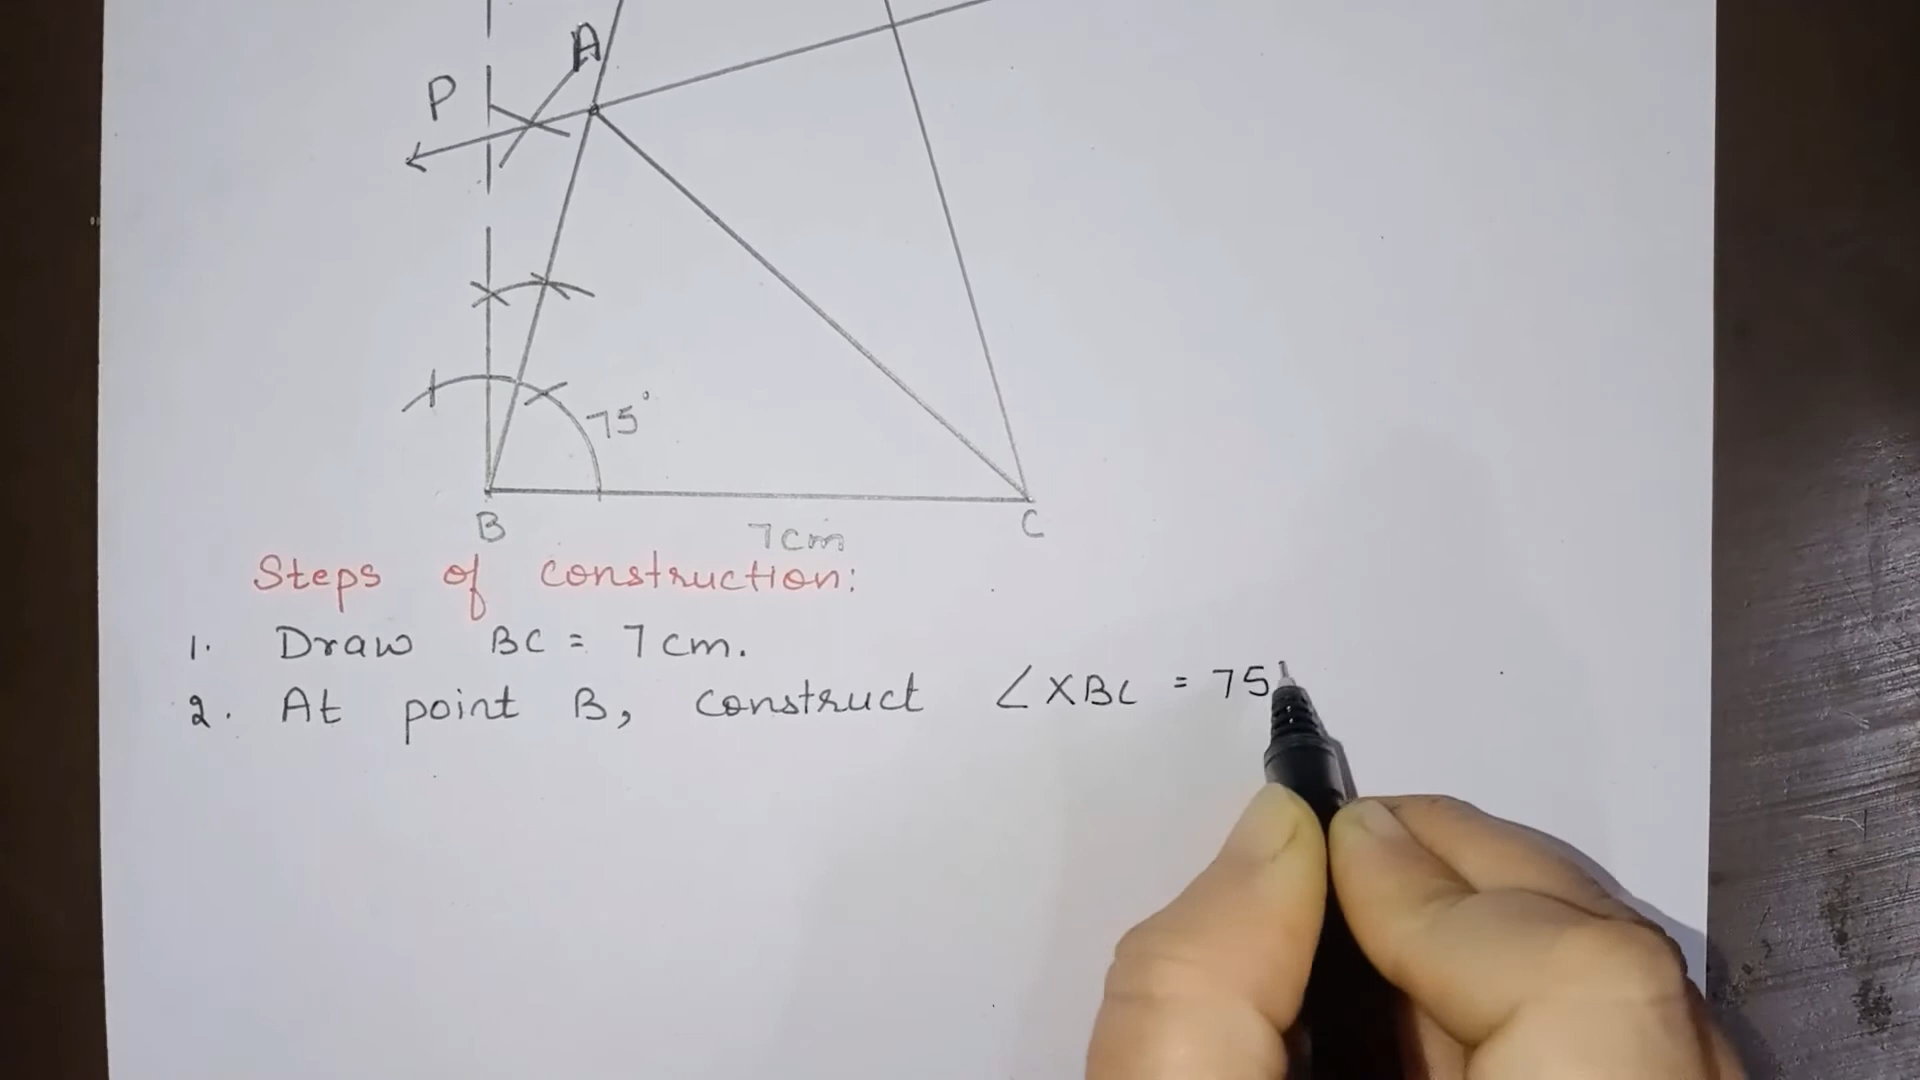 A
P
75°
B
C
7cm
Steps of construction:
1. Draw BC = 7 cm.
2. At point B, construct ∠XBC = 75